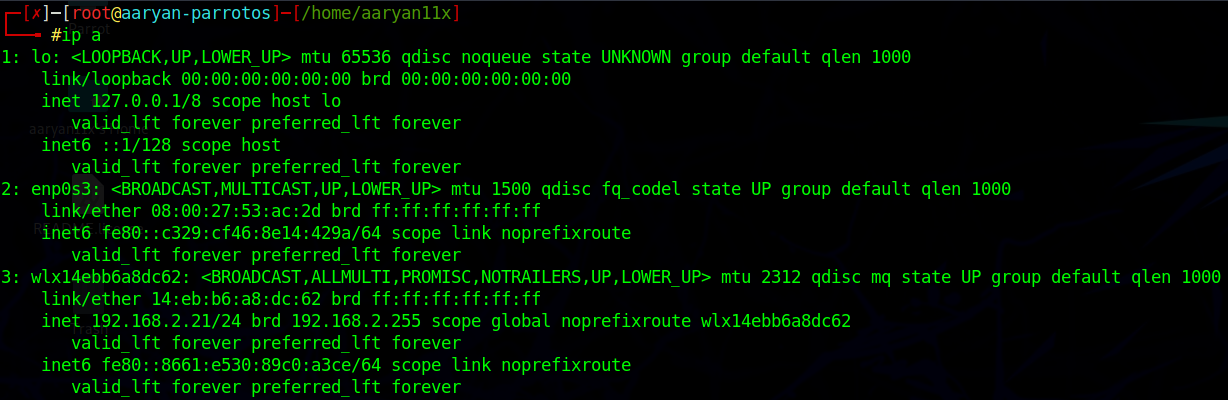 ┌─[✗]─[root@aaryan-parrotos]─[/home/aaryan11x]
└──╼ #ip a
1: lo: <LOOPBACK,UP,LOWER_UP> mtu 65536 qdisc noqueue state UNKNOWN group default qlen 1000
    link/loopback 00:00:00:00:00:00 brd 00:00:00:00:00:00
    inet 127.0.0.1/8 scope host lo
       valid_lft forever preferred_lft forever
    inet6 ::1/128 scope host
       valid_lft forever preferred_lft forever
2: enp0s3: <BROADCAST,MULTICAST,UP,LOWER_UP> mtu 1500 qdisc fq_codel state UP group default qlen 1000
    link/ether 08:00:27:53:ac:2d brd ff:ff:ff:ff:ff:ff
    inet6 fe80::c329:cf46:8e14:429a/64 scope link noprefixroute
       valid_lft forever preferred_lft forever
3: wlx14ebb6a8dc62: <BROADCAST,ALLMULTI,PROMISC,NOTRAILERS,UP,LOWER_UP> mtu 2312 qdisc mq state UP group default qlen 1000
    link/ether 14:eb:b6:a8:dc:62 brd ff:ff:ff:ff:ff:ff
    inet 192.168.2.21/24 brd 192.168.2.255 scope global noprefixroute wlx14ebb6a8dc62
       valid_lft forever preferred_lft forever
    inet6 fe80::8661:e530:89c0:a3ce/64 scope link noprefixroute
       valid_lft forever preferred_lft forever